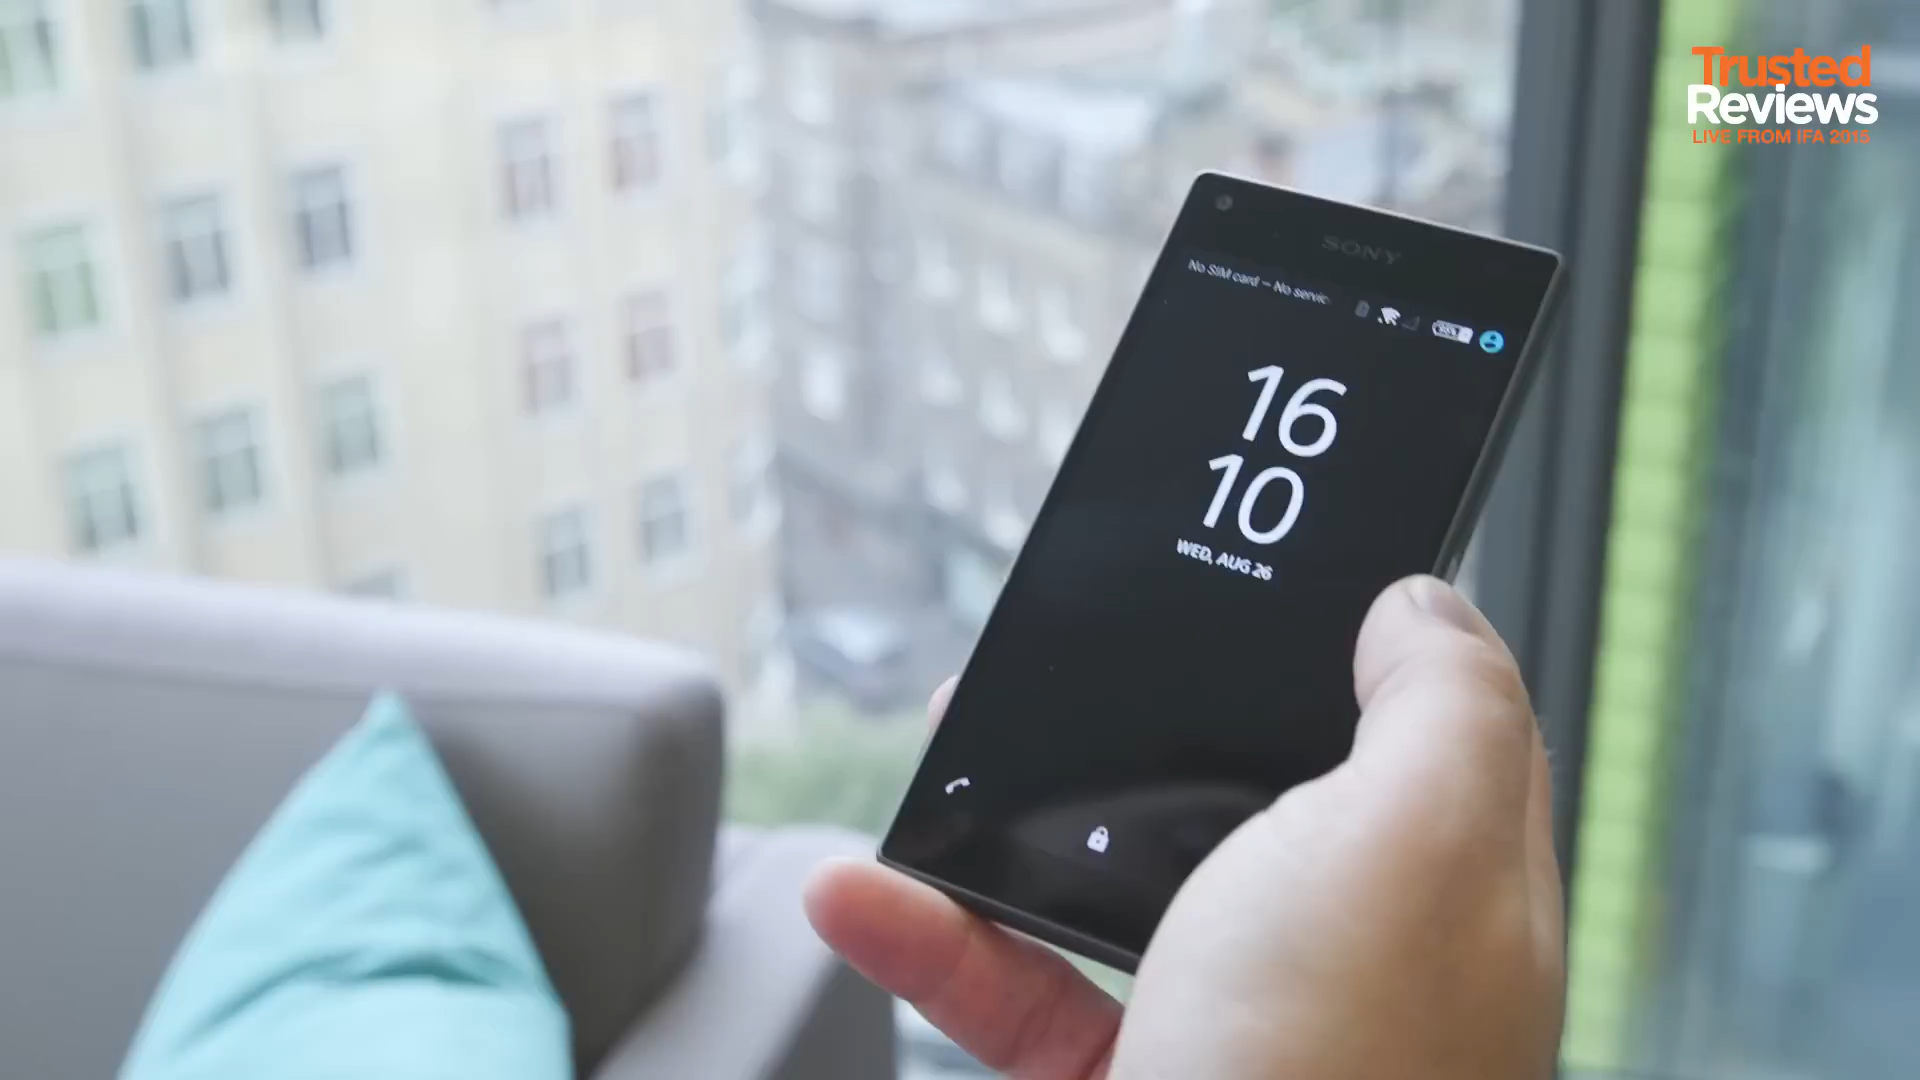 Trusted
Reviews
LIVE FROM IFA 2015
SONY
No SIM card – No servic
16
10
WED, AUG 26